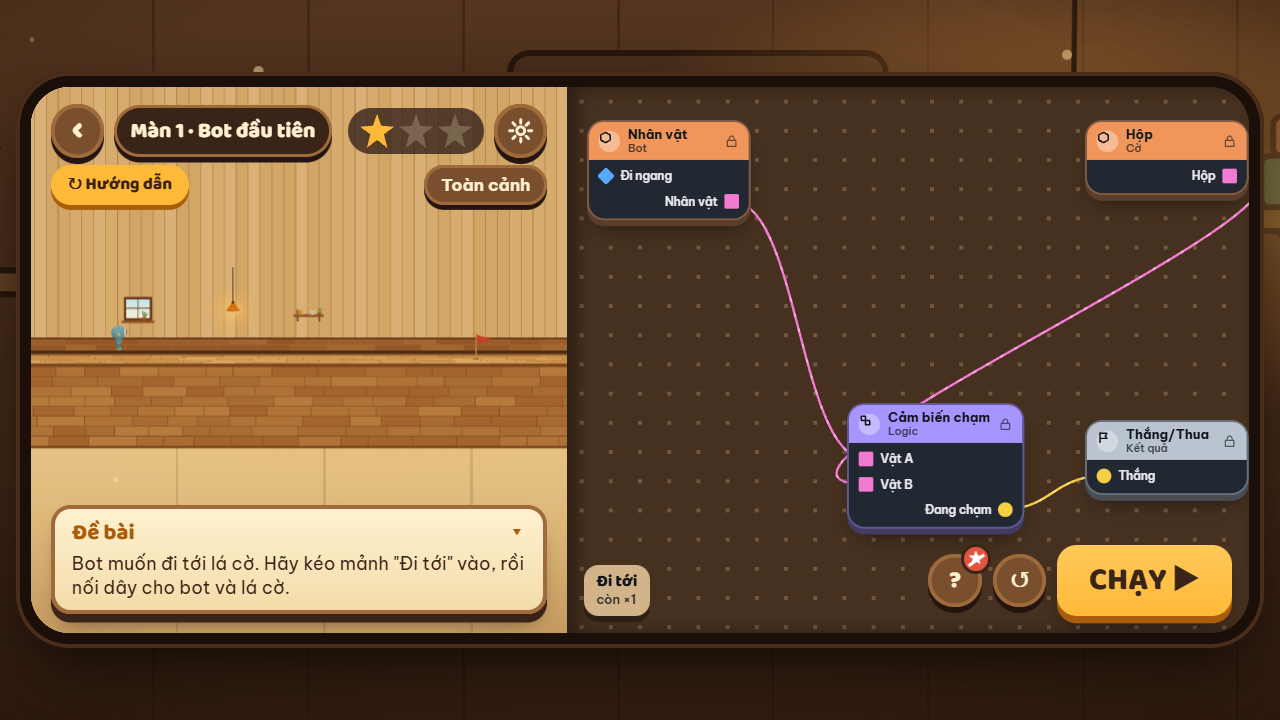 Màn 1 · Bot đầu tiên
↻ Hướng dẫn
Toàn cảnh
Đề bài
Bot muốn đi tới lá cờ. Hãy kéo mảnh "Đi tới" vào, rồi
nối dây cho bot và lá cờ.
Nhân vật
Bot
Đi ngang
Nhân vật
Hộp
Cờ
Hộp
Cảm biến chạm
Logic
Vật A
Vật B
Đang chạm
Thắng/Thua
Kết quả
Thắng
Đi tới
còn ×1
?
↺
CHẠY ▶